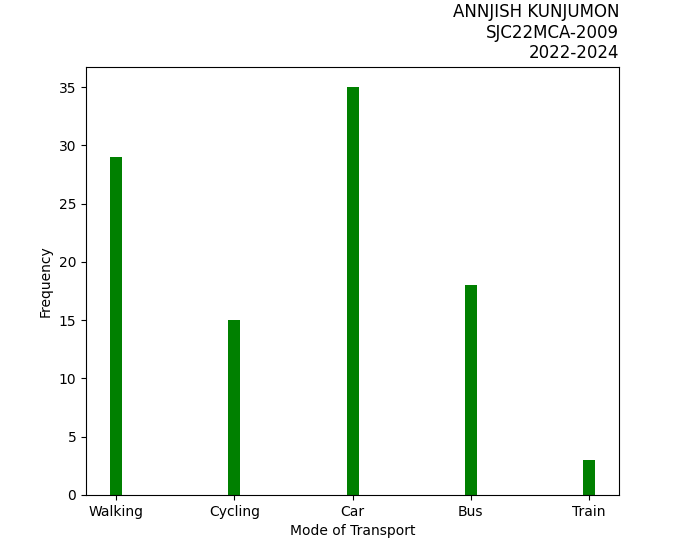 ANNJISH KUNJUMON
SJC22MCA-2009
2022-2024
35
30
25
20
15
10
5
0
Frequency
Walking Cycling Car Bus Train
Mode of Transport